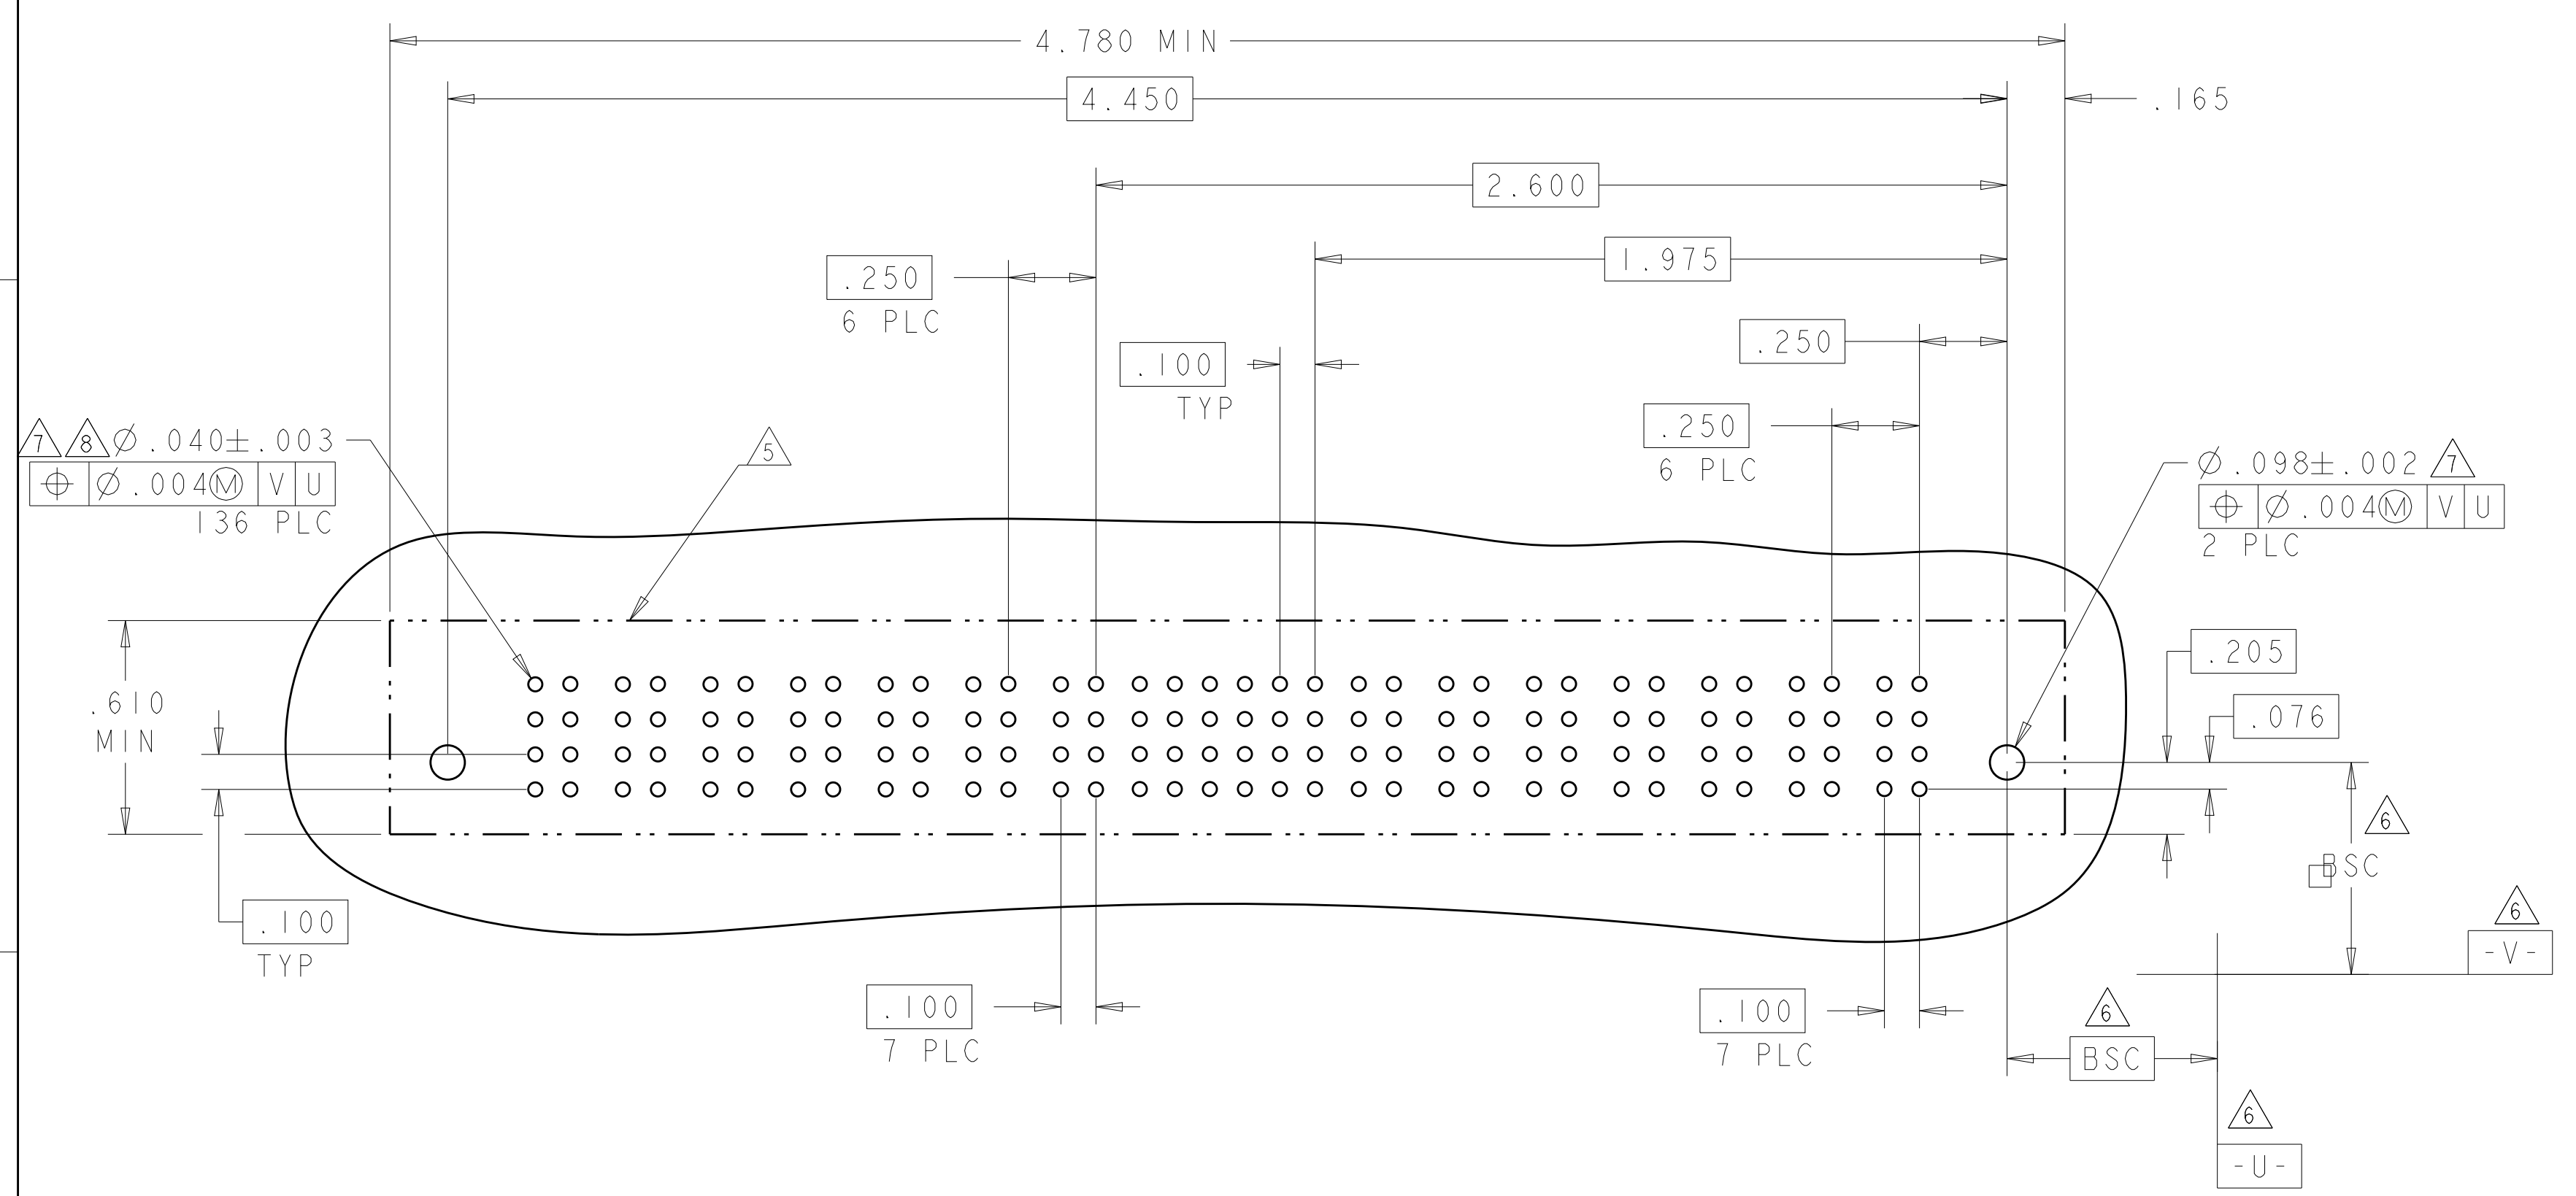 4.780 MIN
4.450
.165
2.600
1.975
.250
6 PLC
.250
.100
TYP
.250
6 PLC
7 8 Ø.040±.003
⌖ Ø.004Ⓜ V U
136 PLC
5
Ø.098±.002 7
⌖ Ø.004Ⓜ V U
2 PLC
.205
.610
MIN
.076
6
BSC
.100
TYP
6
-V-
.100
7 PLC
.100
7 PLC
6
BSC
6
-U-